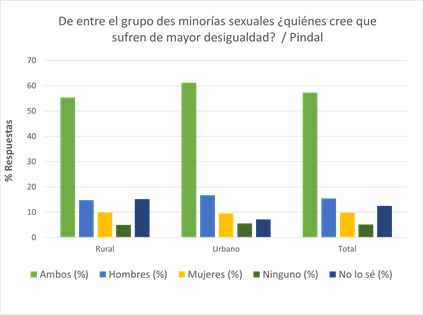 De entre el grupo des minorías sexuales ¿quiénes cree que
sufren de mayor desigualdad? / Pindal
70
60
50
40
30
20
10
0
% Respuestas
Rural Urbano Total
Ambos (%) Hombres (%) Mujeres (%) Ninguno (%) No lo sé (%)